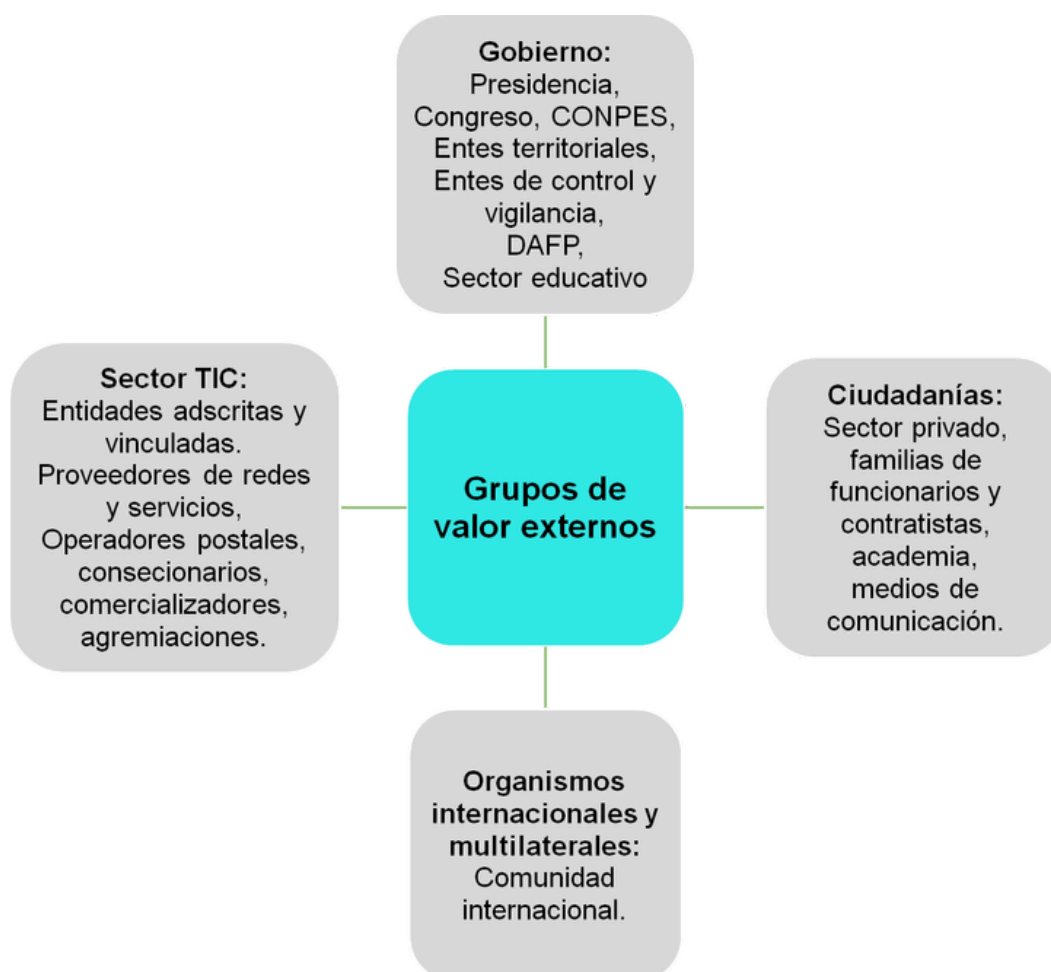 Gobierno:
Presidencia,
Congreso, CONPES,
Entes territoriales,
Entes de control y
vigilancia,
DAFP,
Sector educativo
Sector TIC:
Entidades adscritas y
vinculadas.
Proveedores de redes
y servicios,
Operadores postales,
consecionarios,
comercializadores,
agremiaciones.
Grupos de
valor externos
Ciudadanías:
Sector privado,
familias de
funcionarios y
contratistas,
academia,
medios de
comunicación.
Organismos
internacionales y
multilaterales:
Comunidad
internacional.